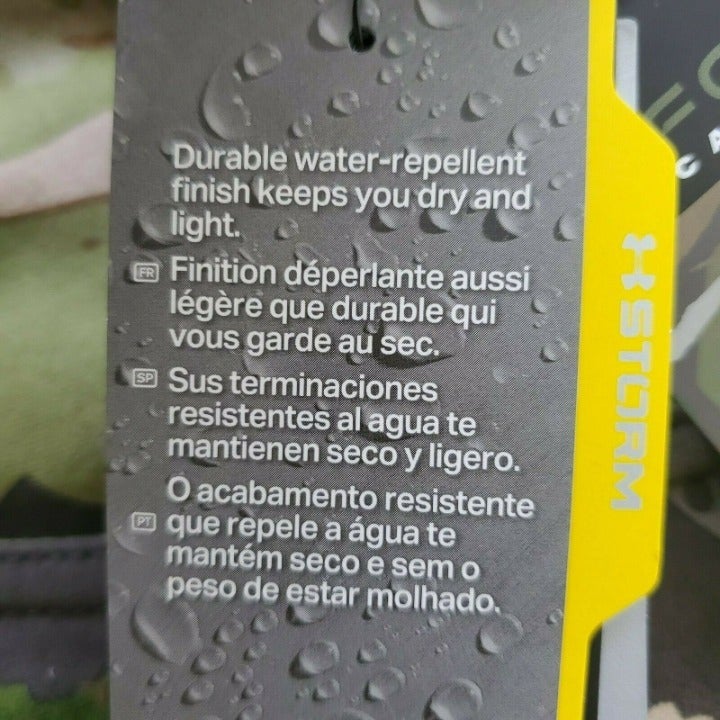 Durable water-repellent
finish keeps you dry and
light.
FR Finition déperlante aussi
légère que durable qui
vous garde au sec.
SP Sus terminaciones
resistentes al agua te
mantienen seco y ligero.
O acabamento resistente
PT que repele a água te
mantém seco e sem o
peso de estar molhado.
STORM